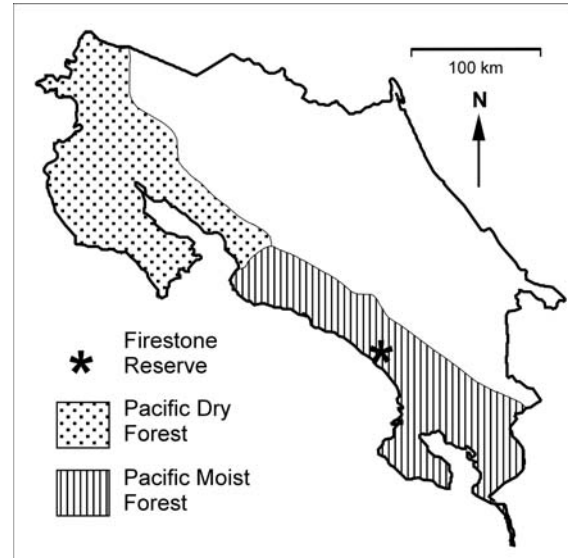 100 km
N
Firestone
Reserve
Pacific Dry
Forest
Pacific Moist
Forest